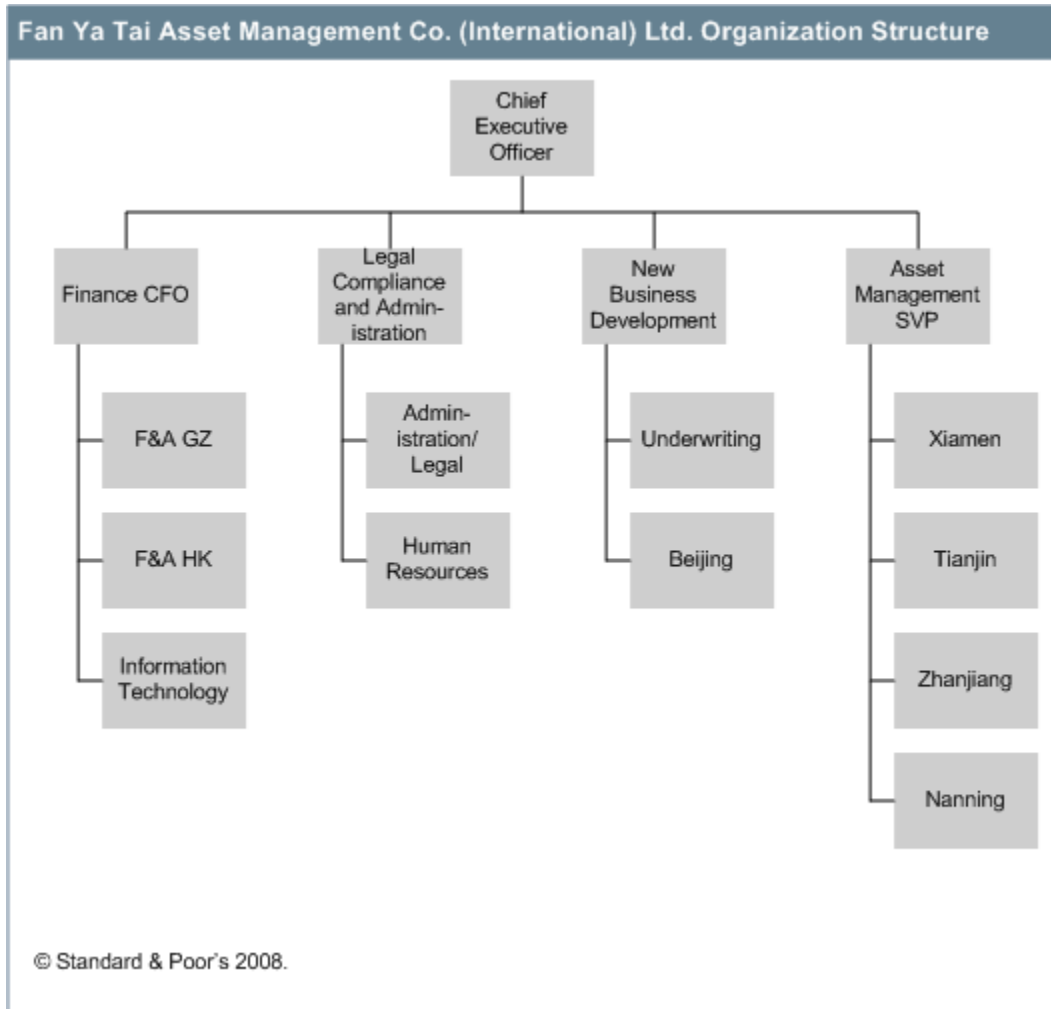 Fan Ya Tai Asset Management Co. (International) Ltd. Organization Structure
Chief
Executive
Officer
Finance CFO
Legal
Compliance
and Admin-
istration
New
Business
Development
Asset
Management
SVP
F&A GZ
Admin-
istration/
Legal
Underwriting
Xiamen
F&A HK
Human
Resources
Beijing
Tianjin
Information
Technology
Zhanjiang
Nanning
© Standard & Poor's 2008.